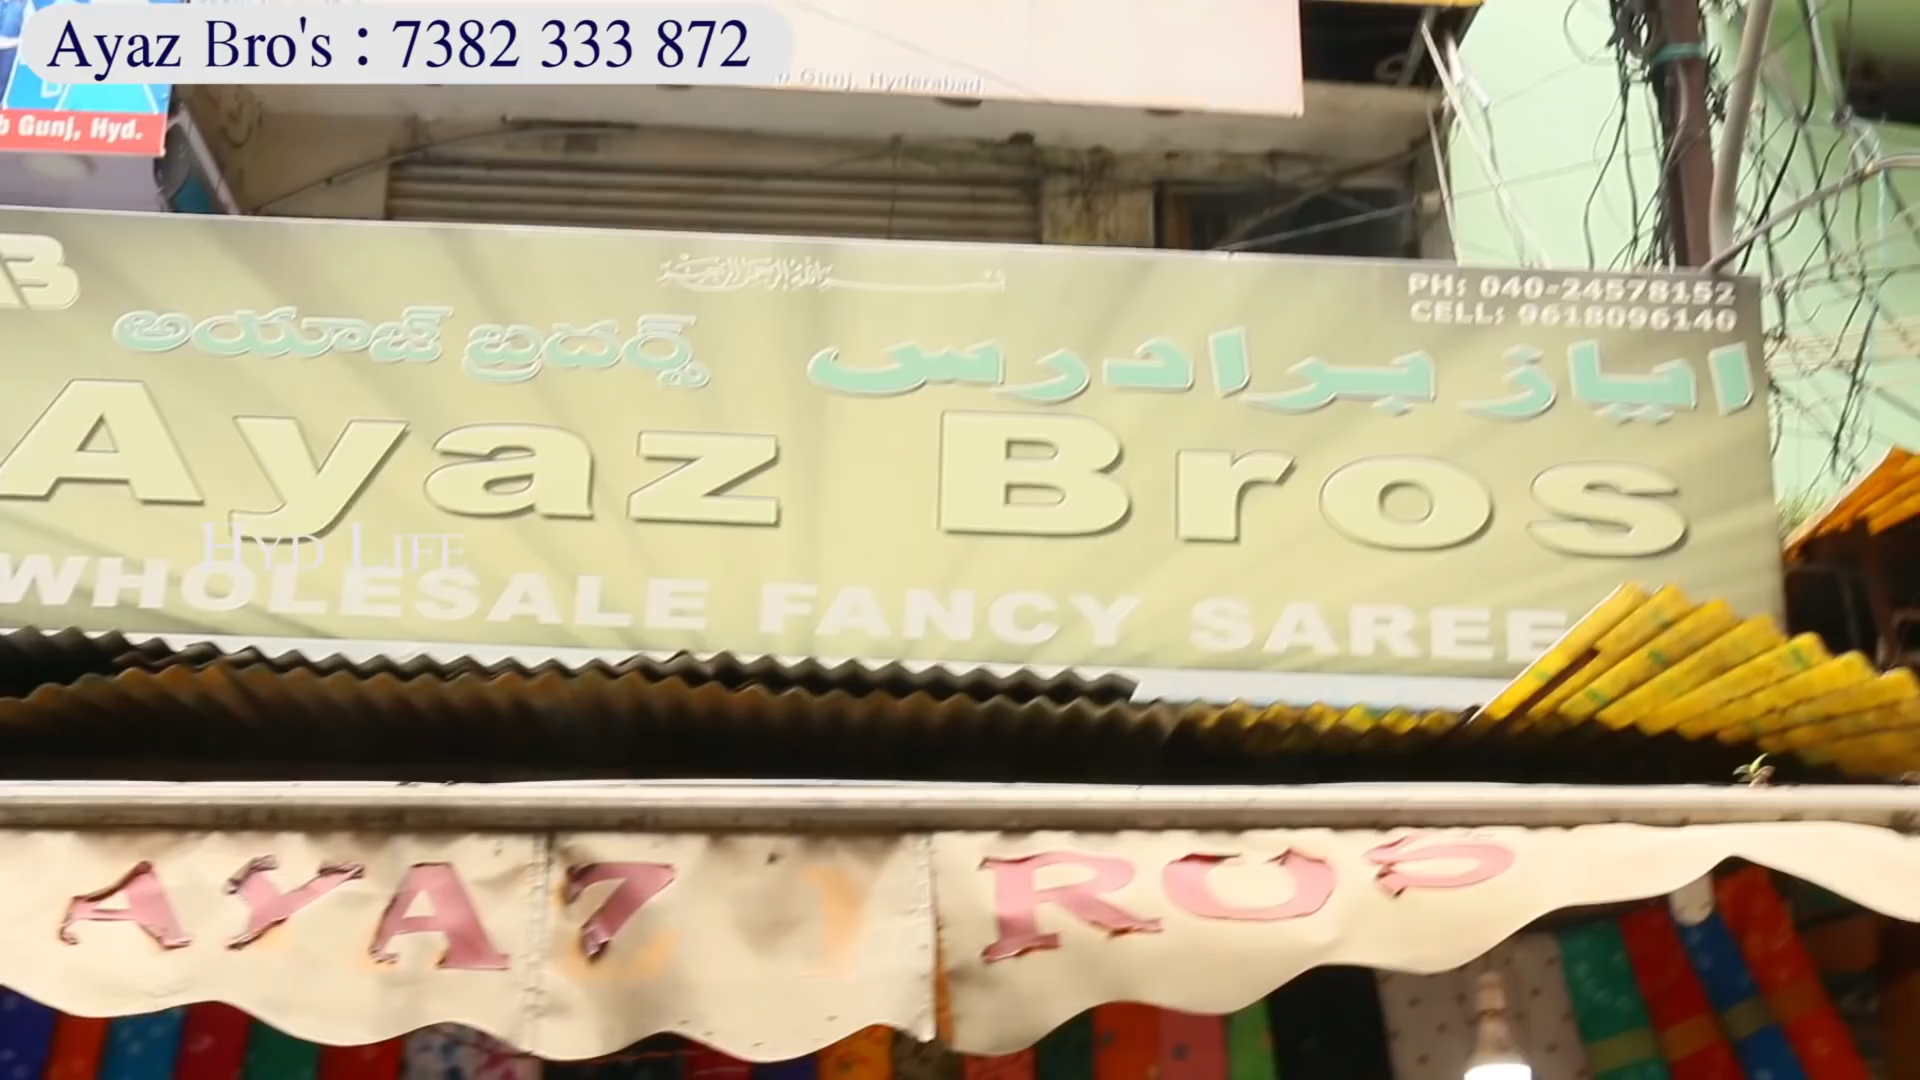 Ayaz Bro's : 7382 333 872
Gunj, Hyderabad
b Gunj, Hyd.
PH: 040-24578152
CELL: 9618096140
అయాజ్ బ్రదర్స్
ایاز برادرس
Ayaz Bros
HYD LIFE
WHOLESALE FANCY SAREE
AYAZ ROS